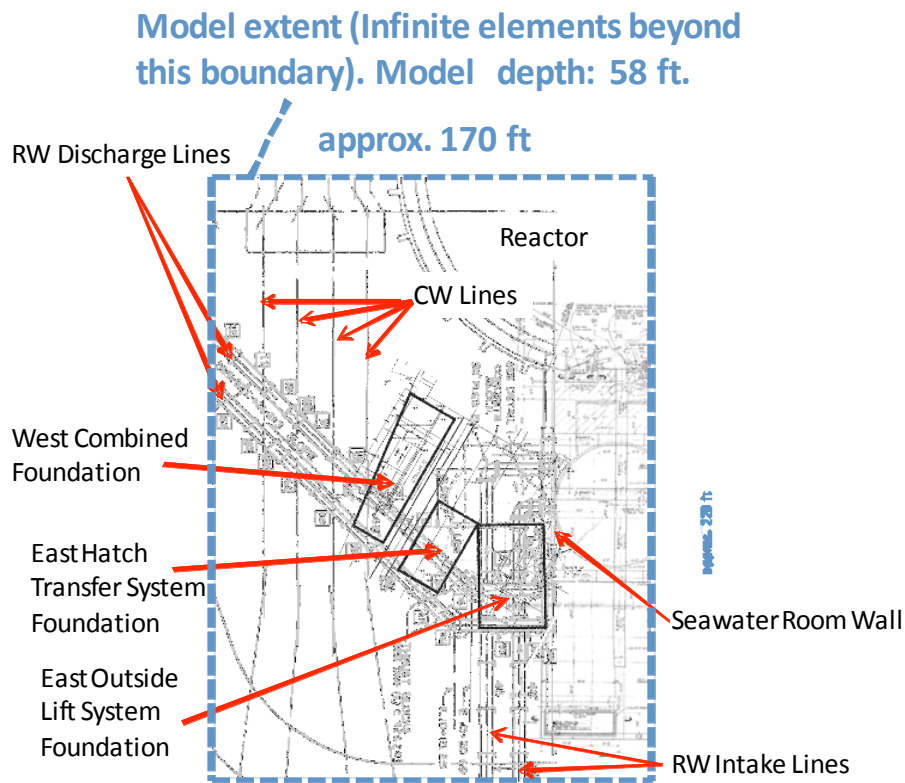 Model extent (Infinite elements beyond
this boundary). Model depth: 58 ft.
approx. 170 ft
RW Discharge Lines
Reactor
CW Lines
West Combined
Foundation
East Hatch
Transfer System
Foundation
Seawater Room Wall
East Outside
Lift System
Foundation
RW Intake Lines